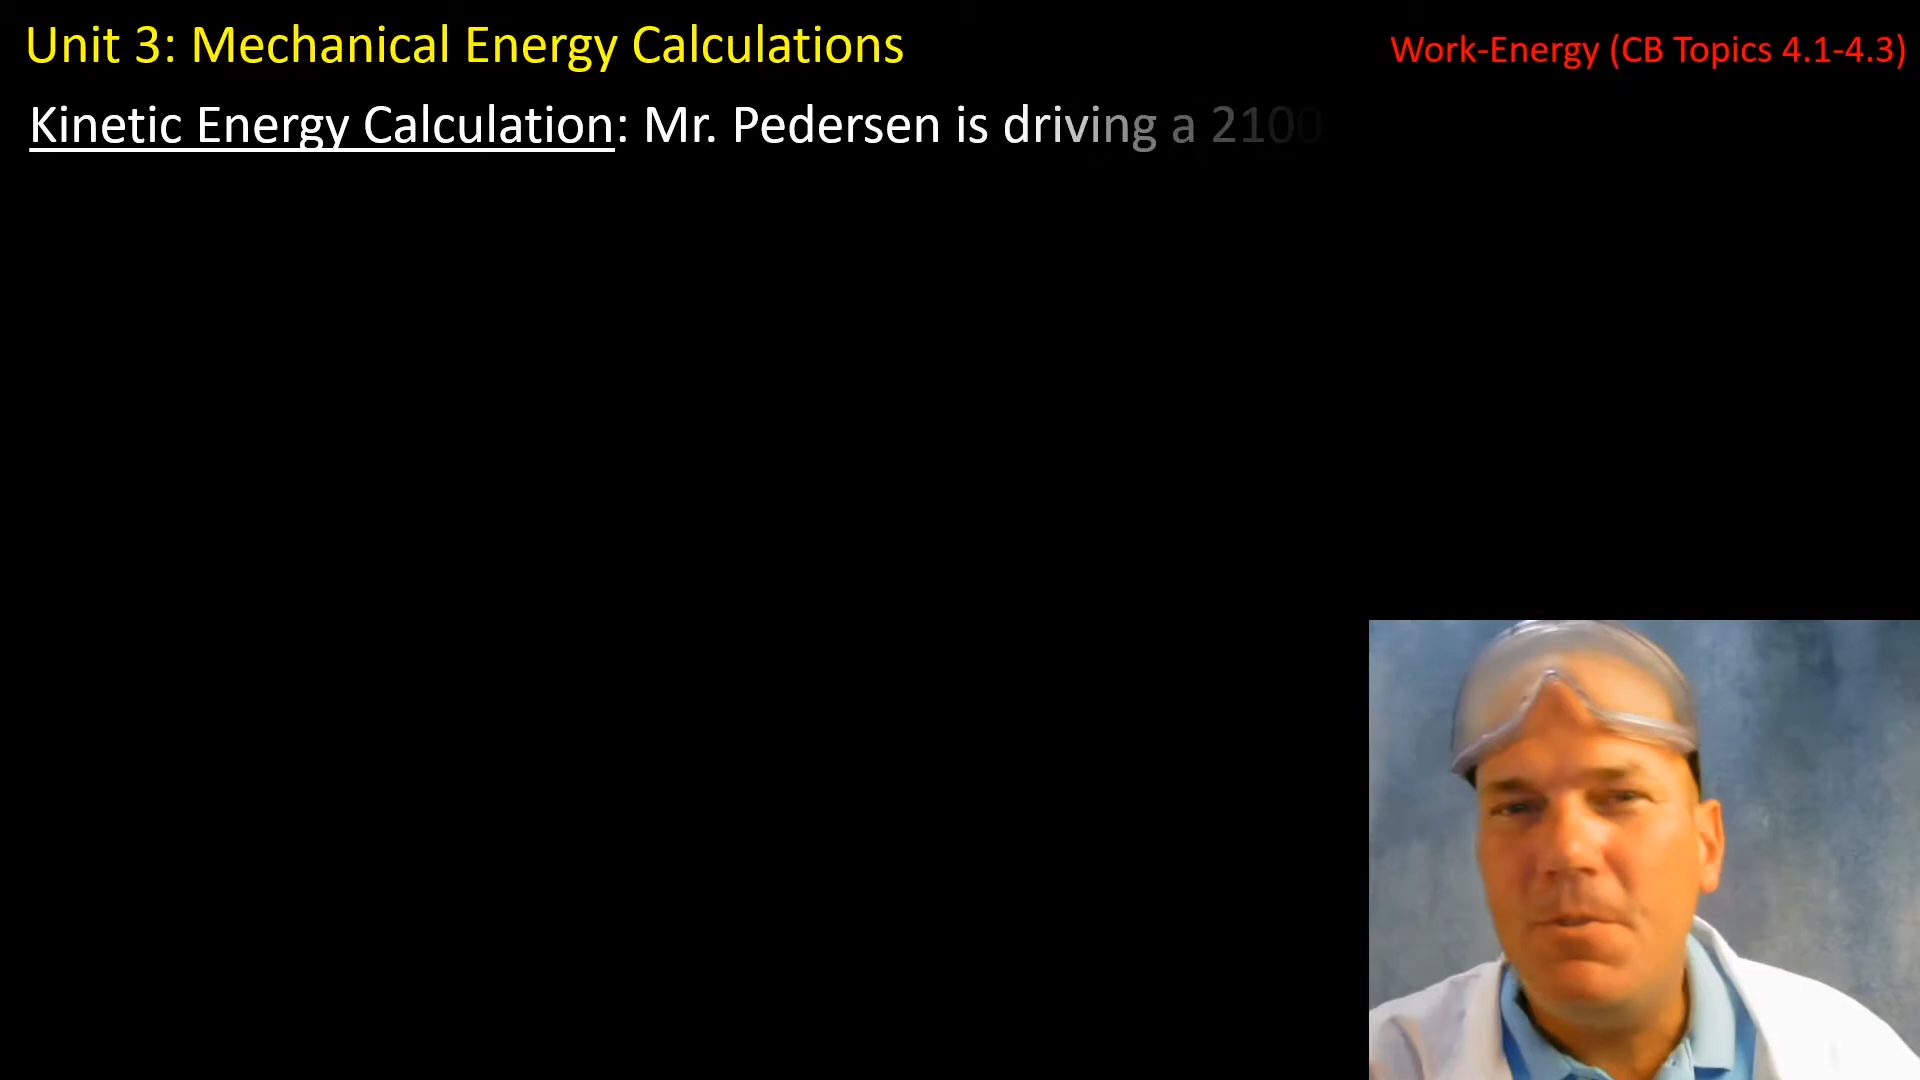 Unit 3: Mechanical Energy Calculations
Work-Energy (CB Topics 4.1-4.3)
Kinetic Energy Calculation: Mr. Pedersen is driving a 2100